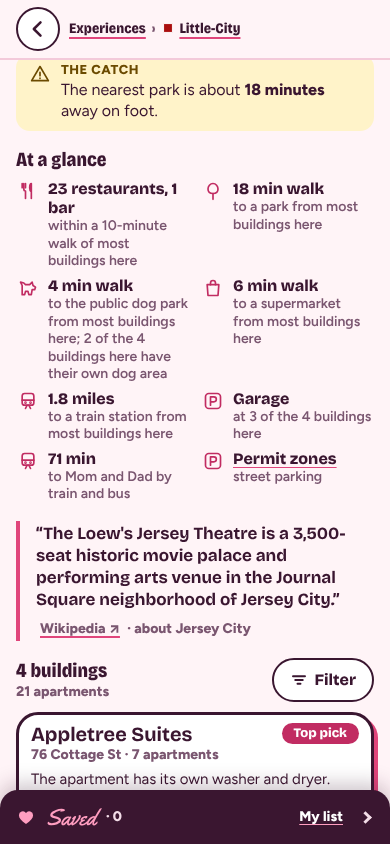 Experiences › Little-City
THE CATCH
The nearest park is about 18 minutes
away on foot.
At a glance
23 restaurants, 1
bar
within a 10-minute
walk of most
buildings here
18 min walk
to a park from most
buildings here
4 min walk
to the public dog park
from most buildings
here; 2 of the 4
buildings here have
their own dog area
6 min walk
to a supermarket
from most buildings
here
1.8 miles
to a train station from
most buildings here
Garage
at 3 of the 4 buildings
here
71 min
to Mom and Dad by
train and bus
Permit zones
street parking
“The Loew's Jersey Theatre is a 3,500-
seat historic movie palace and
performing arts venue in the Journal
Square neighborhood of Jersey City.”
Wikipedia ↗ · about Jersey City
4 buildings
21 apartments
Filter
Appletree Suites
Top pick
76 Cottage St · 7 apartments
The apartment has its own washer and dryer.
Saved · 0
My list